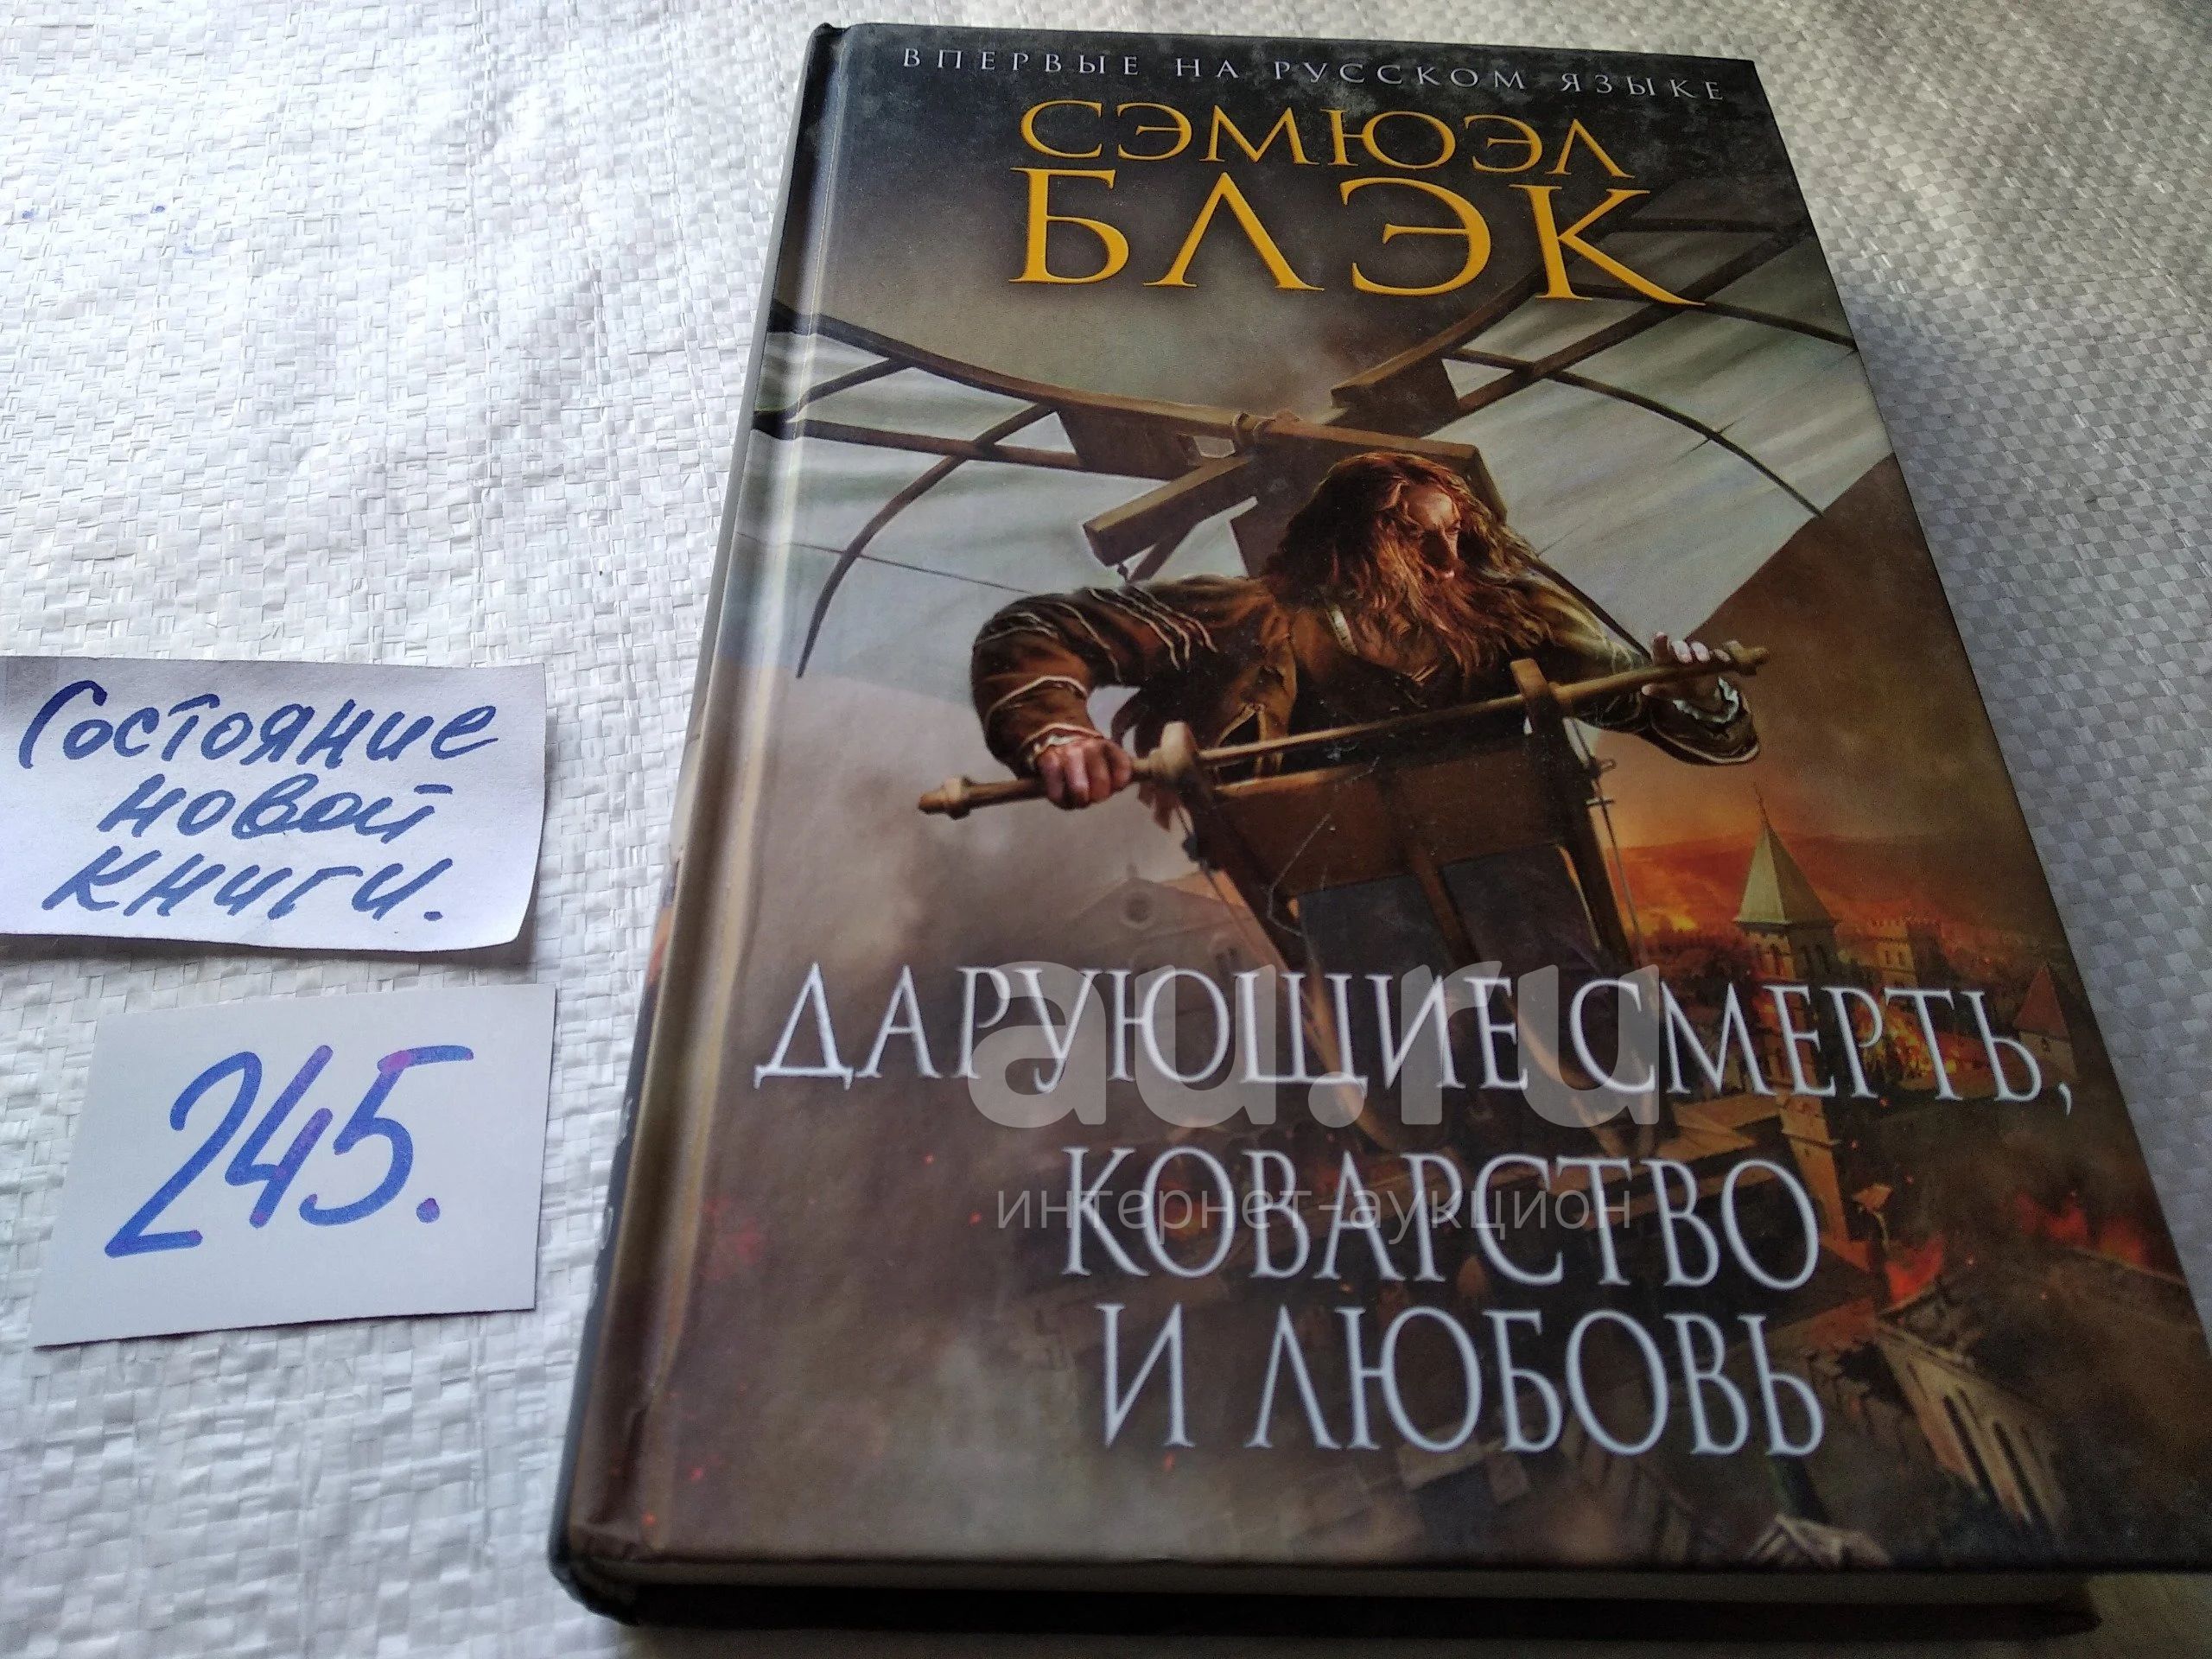 ВПЕРВЫЕ НА РУССКОМ ЯЗЫКЕ
СЭМЮЭЛ
БЛЭК
ДАРУЮЩИЕ СМЕРТЬ,
КОВАРСТВО
И ЛЮБОВЬ
Состояние
новой
книги.
245.
au.ru
интернет-аукцион